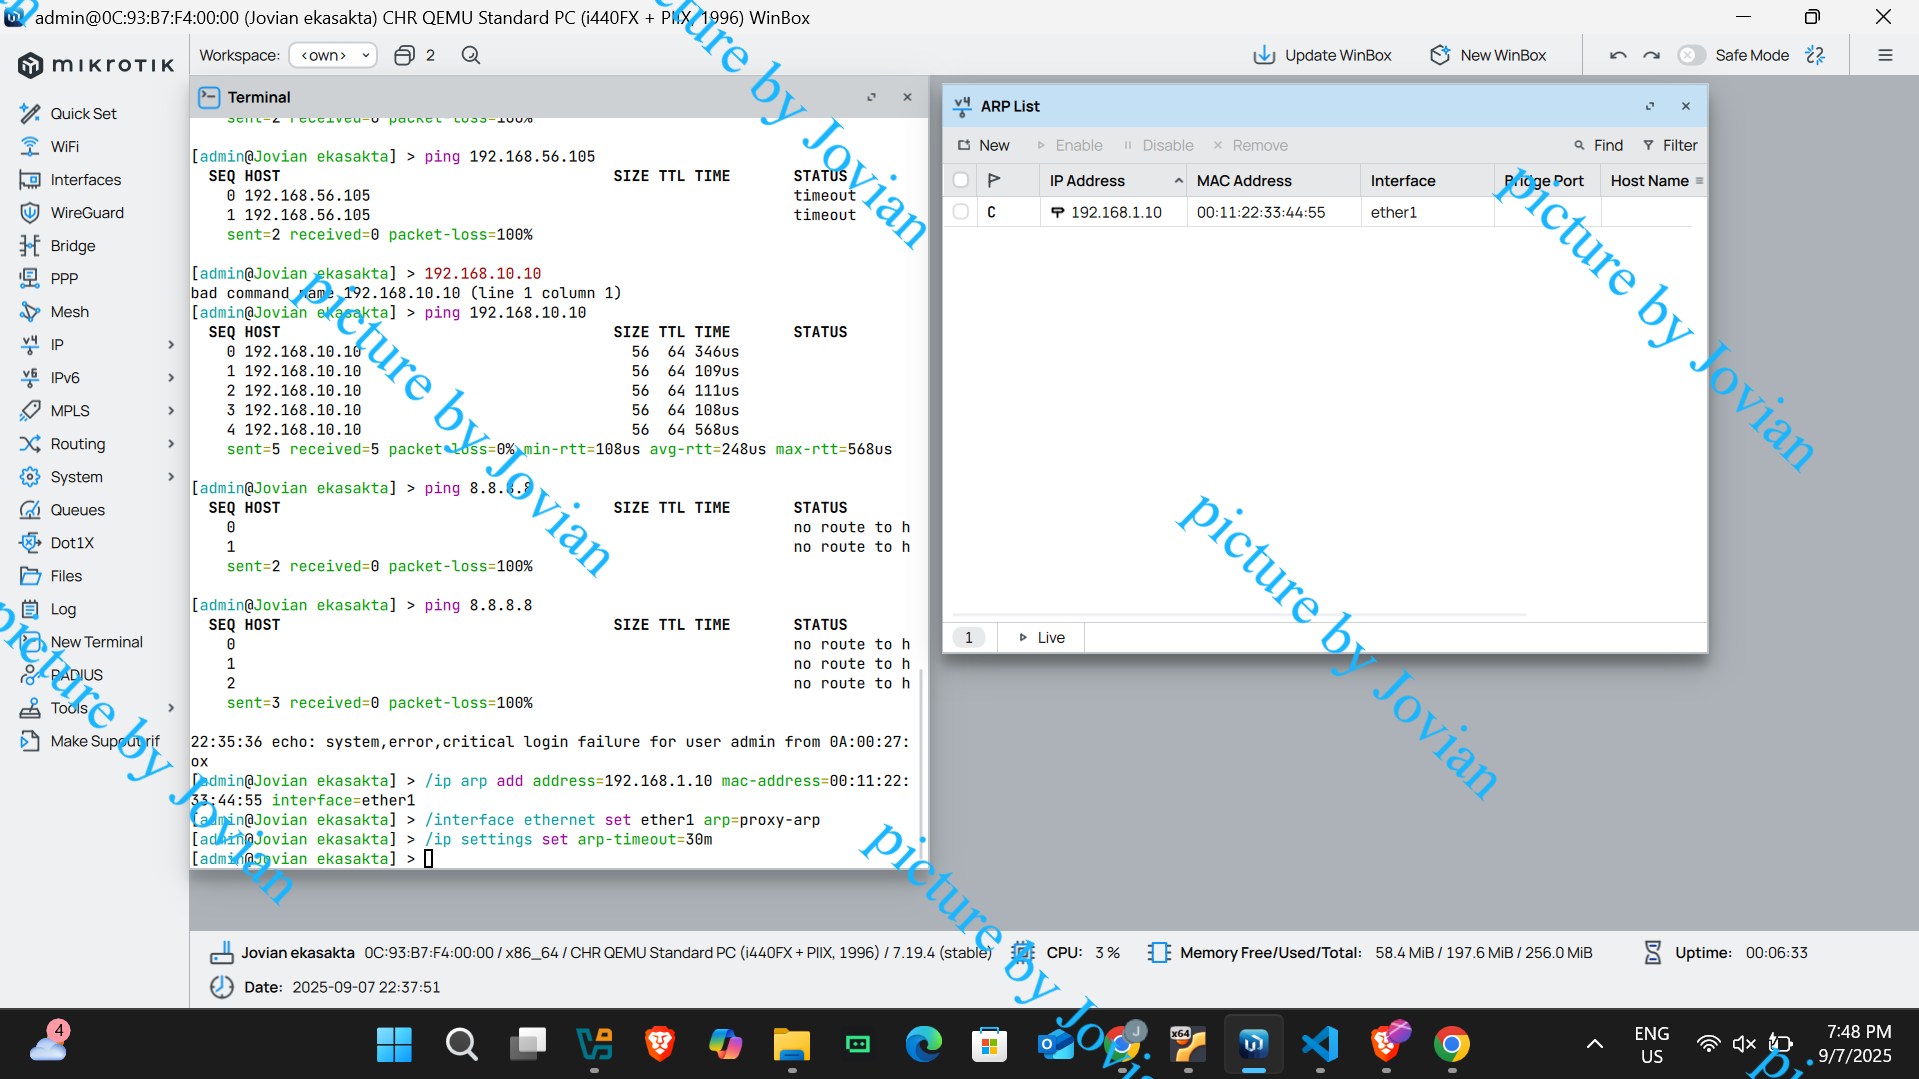 admin@0C:93:B7:F4:00:00 (Jovian ekasakta) CHR QEMU Standard PC (i440FX + PIIX, 1996) WinBox
MIKROTIK
Workspace: <own> 2
Update WinBox New WinBox Safe Mode
Quick Set
WiFi
Interfaces
WireGuard
Bridge
PPP
Mesh
IP
IPv6
MPLS
Routing
System
Queues
Dot1X
Files
Log
New Terminal
RADIUS
Tools
Make Supout.rif
Terminal
sent=2 received=0 packet-loss=100%
[admin@Jovian ekasakta] > ping 192.168.56.105
SEQ HOST SIZE TTL TIME STATUS
0 192.168.56.105 timeout
1 192.168.56.105 timeout
sent=2 received=0 packet-loss=100%
[admin@Jovian ekasakta] > 192.168.10.10
bad command name 192.168.10.10 (line 1 column 1)
[admin@Jovian ekasakta] > ping 192.168.10.10
SEQ HOST SIZE TTL TIME STATUS
0 192.168.10.10 56 64 346us
1 192.168.10.10 56 64 109us
2 192.168.10.10 56 64 111us
3 192.168.10.10 56 64 108us
4 192.168.10.10 56 64 568us
sent=5 received=5 packet-loss=0% min-rtt=108us avg-rtt=248us max-rtt=568us
[admin@Jovian ekasakta] > ping 8.8.8.8
SEQ HOST SIZE TTL TIME STATUS
0 no route to h
1 no route to h
sent=2 received=0 packet-loss=100%
[admin@Jovian ekasakta] > ping 8.8.8.8
SEQ HOST SIZE TTL TIME STATUS
0 no route to h
1 no route to h
2 no route to h
sent=3 received=0 packet-loss=100%
22:35:36 echo: system,error,critical login failure for user admin from 0A:00:27:
ox
[admin@Jovian ekasakta] > /ip arp add address=192.168.1.10 mac-address=00:11:22:
33:44:55 interface=ether1
[admin@Jovian ekasakta] > /interface ethernet set ether1 arp=proxy-arp
[admin@Jovian ekasakta] > /ip settings set arp-timeout=30m
[admin@Jovian ekasakta] >
ARP List
New Enable Disable Remove Find Filter
IP Address MAC Address Interface Bridge Port Host Name
C 192.168.1.10 00:11:22:33:44:55 ether1
1 Live
Jovian ekasakta 0C:93:B7:F4:00:00 / x86_64 / CHR QEMU Standard PC (i440FX + PIIX, 1996) / 7.19.4 (stable) CPU: 3 % Memory Free/Used/Total: 58.4 MiB / 197.6 MiB / 256.0 MiB Uptime: 00:06:33
Date: 2025-09-07 22:37:51
4
J
x64
ENG
US
7:48 PM
9/7/2025
picture by Jovian
picture by Jovian
picture by Jovian
picture by Jovian
picture by Jovian
picture by Jovian